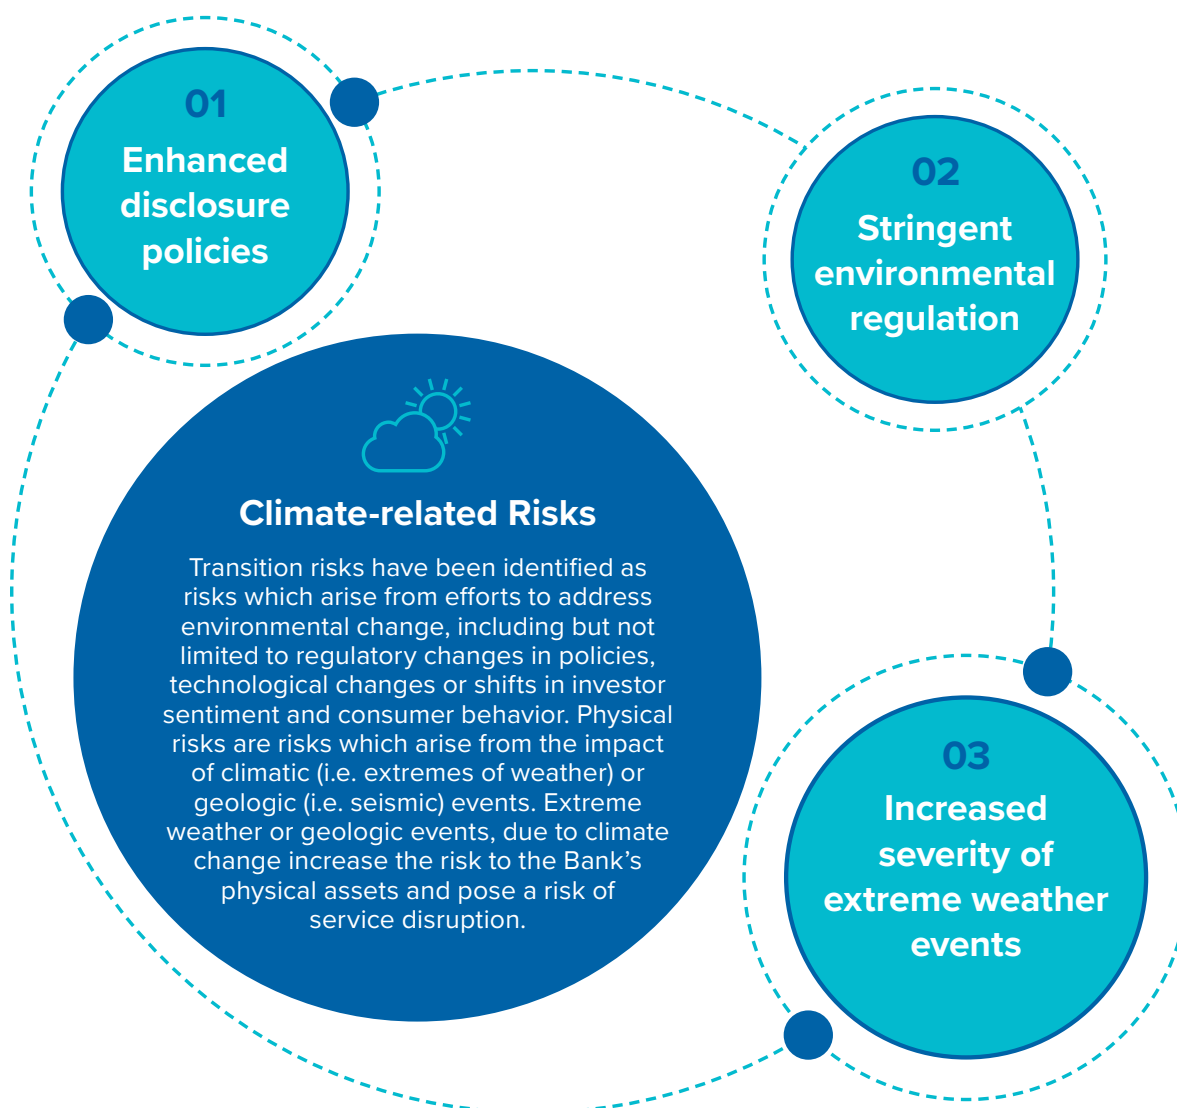 01
Enhanced
disclosure
policies
02
Stringent
environmental
regulation
Climate-related Risks
Transition risks have been identified as
risks which arise from efforts to address
environmental change, including but not
limited to regulatory changes in policies,
technological changes or shifts in investor
sentiment and consumer behavior. Physical
risks are risks which arise from the impact
of climatic (i.e. extremes of weather) or
geologic (i.e. seismic) events. Extreme
weather or geologic events, due to climate
change increase the risk to the Bank’s
physical assets and pose a risk of
service disruption.
03
Increased
severity of
extreme weather
events